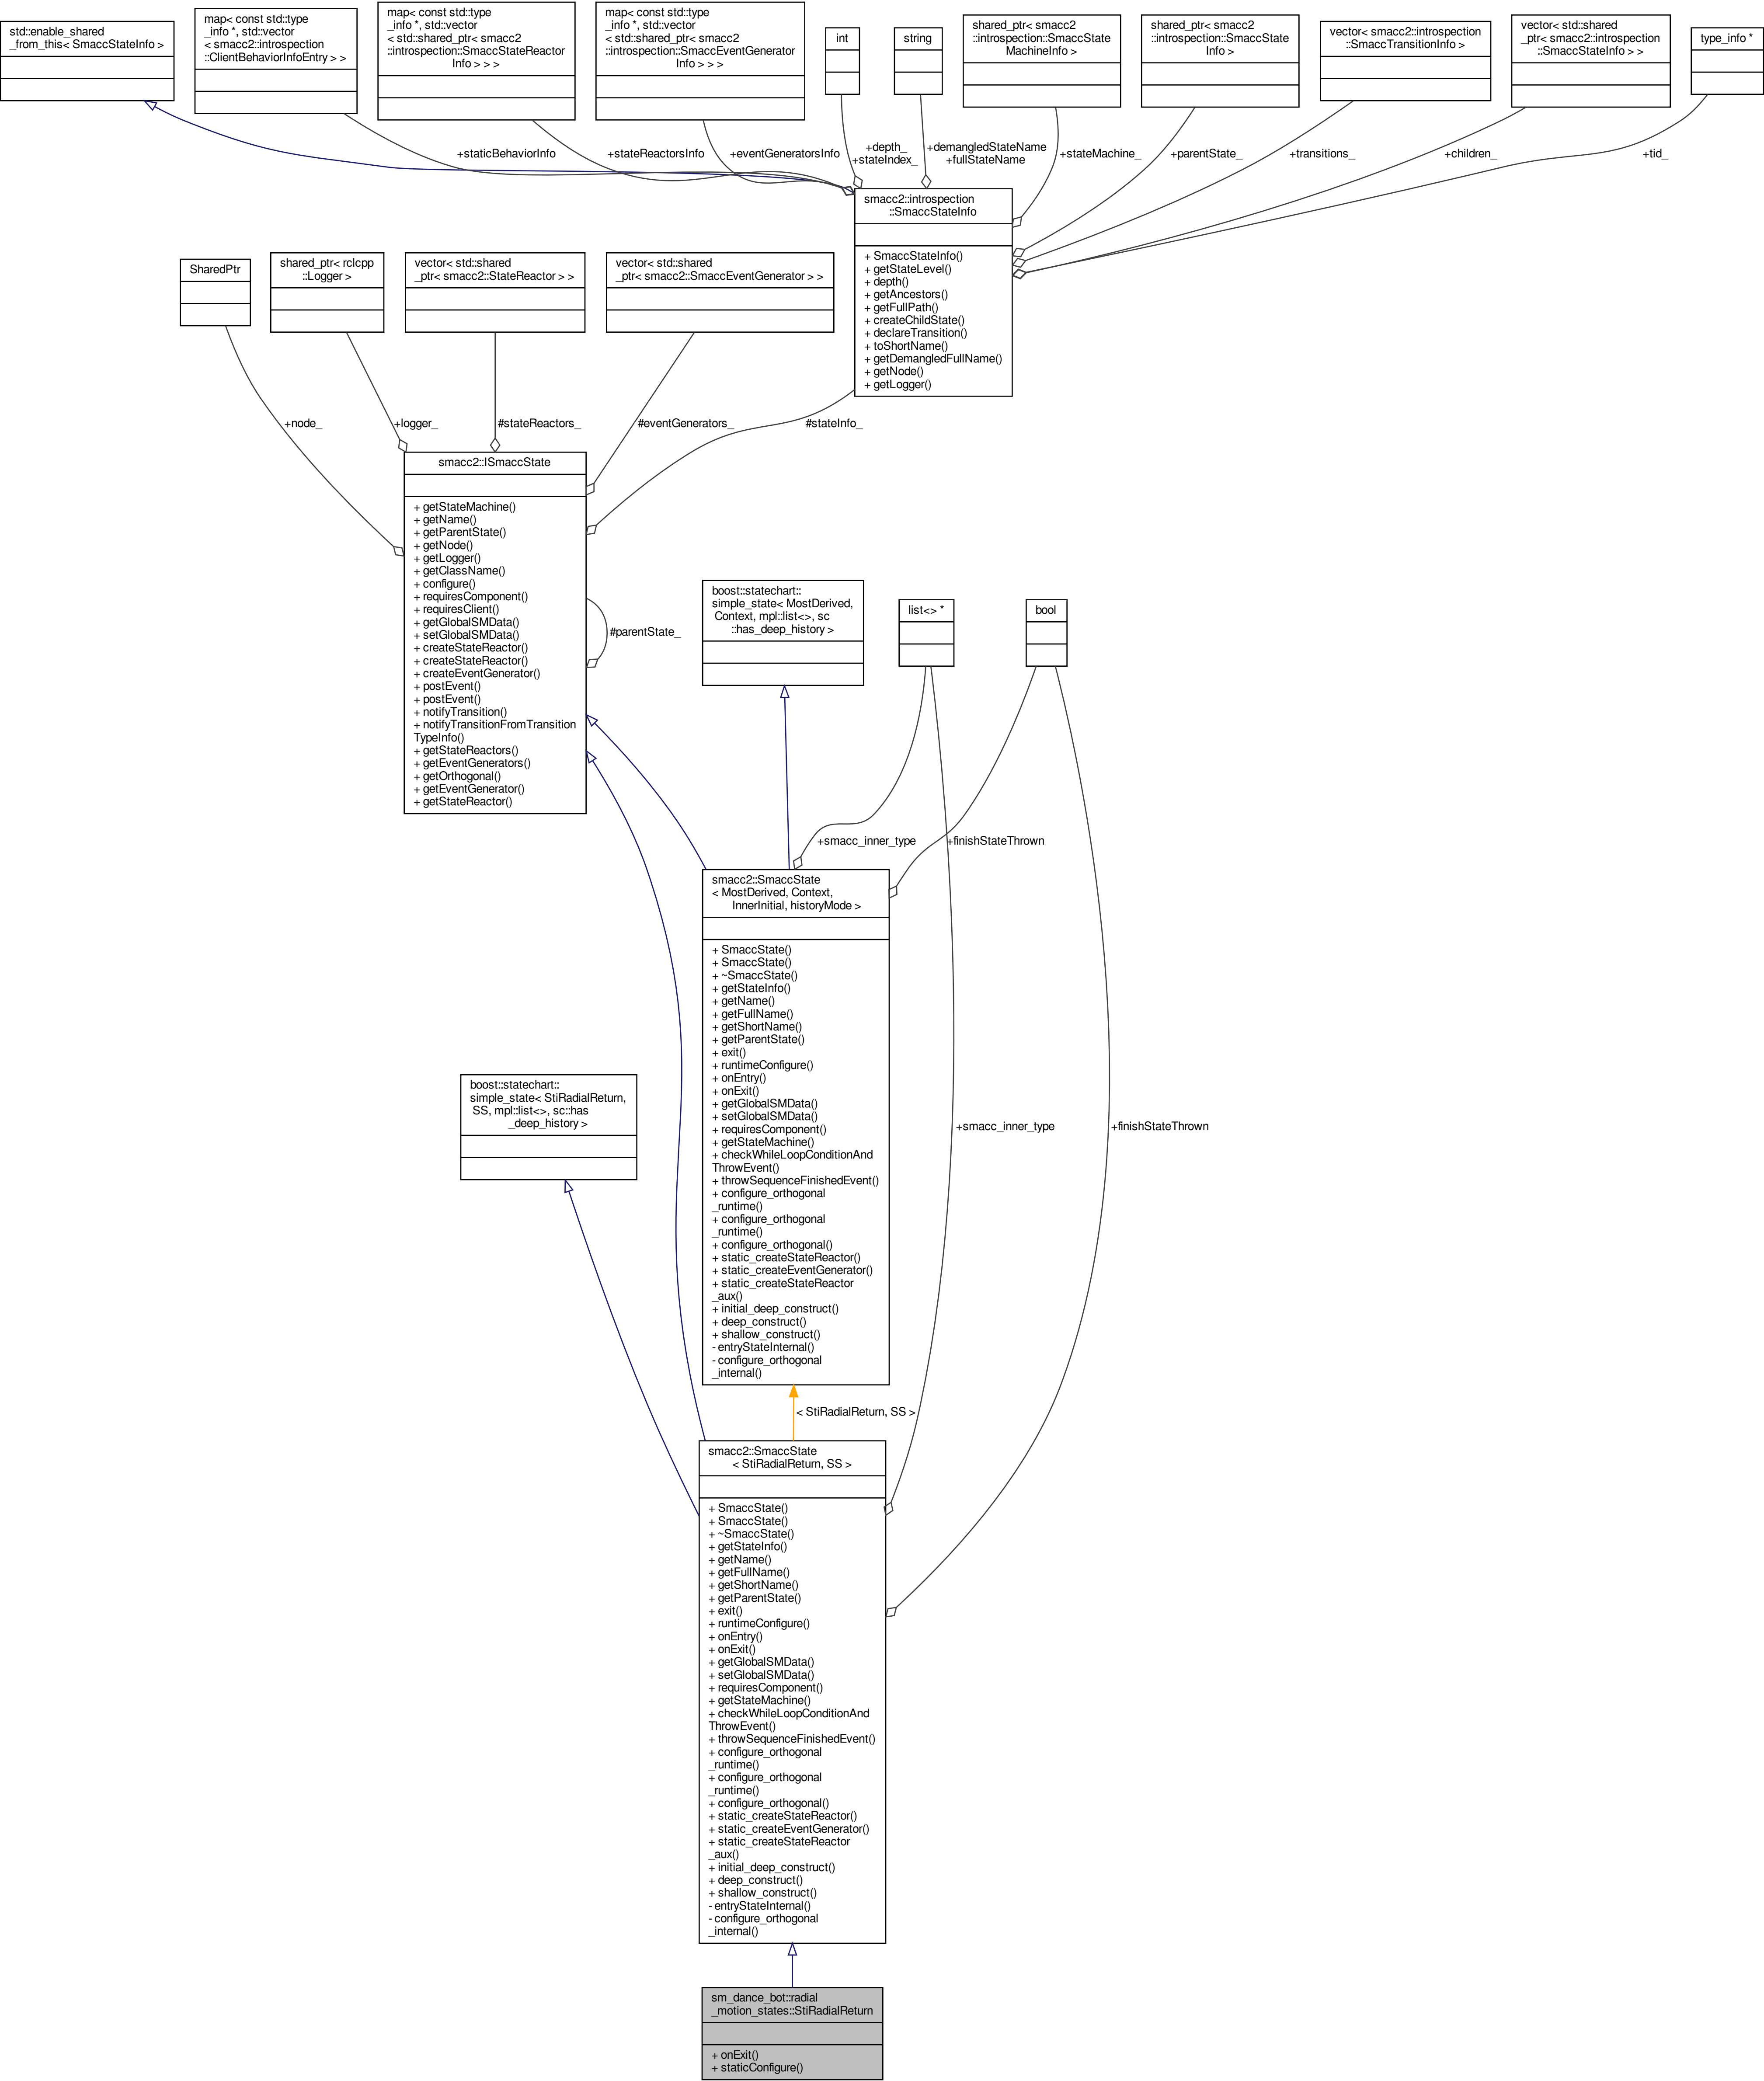 std::enable_shared
_from_this< SmaccStateInfo >
map< const std::type
_info *, std::vector
< smacc2::introspection
::ClientBehaviorInfoEntry > >
map< const std::type
_info *, std::vector
< std::shared_ptr< smacc2
::introspection::SmaccStateReactor
Info > > >
map< const std::type
_info *, std::vector
< std::shared_ptr< smacc2
::introspection::SmaccEventGenerator
Info > > >
int
string
shared_ptr< smacc2
::introspection::SmaccState
MachineInfo >
shared_ptr< smacc2
::introspection::SmaccState
Info >
vector< smacc2::introspection
::SmaccTransitionInfo >
vector< std::shared
_ptr< smacc2::introspection
::SmaccStateInfo > >
type_info *
+staticBehaviorInfo
+stateReactorsInfo
+eventGeneratorsInfo
+depth_
+stateIndex_
+demangledStateName
+fullStateName
+stateMachine_
+parentState_
+transitions_
+children_
+tid_
smacc2::introspection
::SmaccStateInfo
+ SmaccStateInfo()
+ getStateLevel()
+ depth()
+ getAncestors()
+ getFullPath()
+ createChildState()
+ declareTransition()
+ toShortName()
+ getDemangledFullName()
+ getNode()
+ getLogger()
SharedPtr
shared_ptr< rclcpp
::Logger >
vector< std::shared
_ptr< smacc2::StateReactor > >
vector< std::shared
_ptr< smacc2::SmaccEventGenerator > >
+node_
+logger_
#stateReactors_
#eventGenerators_
#stateInfo_
smacc2::ISmaccState
+ getStateMachine()
+ getName()
+ getParentState()
+ getNode()
+ getLogger()
+ getClassName()
+ configure()
+ requiresComponent()
+ requiresClient()
+ getGlobalSMData()
+ setGlobalSMData()
+ createStateReactor()
+ createStateReactor()
+ createEventGenerator()
+ postEvent()
+ postEvent()
+ notifyTransition()
+ notifyTransitionFromTransition
TypeInfo()
+ getStateReactors()
+ getEventGenerators()
+ getOrthogonal()
+ getEventGenerator()
+ getStateReactor()
#parentState_
boost::statechart::
simple_state< MostDerived,
Context, mpl::list<>, sc
::has_deep_history >
list<> *
bool
+smacc_inner_type
+finishStateThrown
smacc2::SmaccState
< MostDerived, Context,
InnerInitial, historyMode >
+ SmaccState()
+ SmaccState()
+ ~SmaccState()
+ getStateInfo()
+ getName()
+ getFullName()
+ getShortName()
+ getParentState()
+ exit()
+ runtimeConfigure()
+ onEntry()
+ onExit()
+ getGlobalSMData()
+ setGlobalSMData()
+ requiresComponent()
+ getStateMachine()
+ checkWhileLoopConditionAnd
ThrowEvent()
+ throwSequenceFinishedEvent()
+ configure_orthogonal
_runtime()
+ configure_orthogonal
_runtime()
+ configure_orthogonal()
+ static_createStateReactor()
+ static_createEventGenerator()
+ static_createStateReactor
_aux()
+ initial_deep_construct()
+ deep_construct()
+ shallow_construct()
- entryStateInternal()
- configure_orthogonal
_internal()
boost::statechart::
simple_state< StiRadialReturn,
SS, mpl::list<>, sc::has
_deep_history >
+smacc_inner_type
+finishStateThrown
< StiRadialReturn, SS >
smacc2::SmaccState
< StiRadialReturn, SS >
+ SmaccState()
+ SmaccState()
+ ~SmaccState()
+ getStateInfo()
+ getName()
+ getFullName()
+ getShortName()
+ getParentState()
+ exit()
+ runtimeConfigure()
+ onEntry()
+ onExit()
+ getGlobalSMData()
+ setGlobalSMData()
+ requiresComponent()
+ getStateMachine()
+ checkWhileLoopConditionAnd
ThrowEvent()
+ throwSequenceFinishedEvent()
+ configure_orthogonal
_runtime()
+ configure_orthogonal
_runtime()
+ configure_orthogonal()
+ static_createStateReactor()
+ static_createEventGenerator()
+ static_createStateReactor
_aux()
+ initial_deep_construct()
+ deep_construct()
+ shallow_construct()
- entryStateInternal()
- configure_orthogonal
_internal()
sm_dance_bot::radial
_motion_states::StiRadialReturn
+ onExit()
+ staticConfigure()